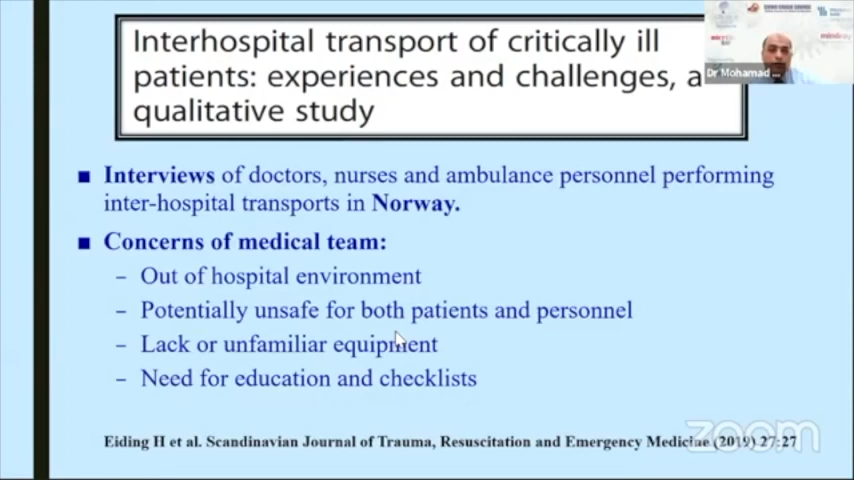 Interhospital transport of critically ill
patients: experiences and challenges, a
qualitative study
Dr Mohamad ...
mindray
■ Interviews of doctors, nurses and ambulance personnel performing
inter-hospital transports in Norway.
■ Concerns of medical team:
– Out of hospital environment
– Potentially unsafe for both patients and personnel
– Lack or unfamiliar equipment
– Need for education and checklists
Eiding H et al. Scandinavian Journal of Trauma, Resuscitation and Emergency Medicine (2019) 27:27
zoom